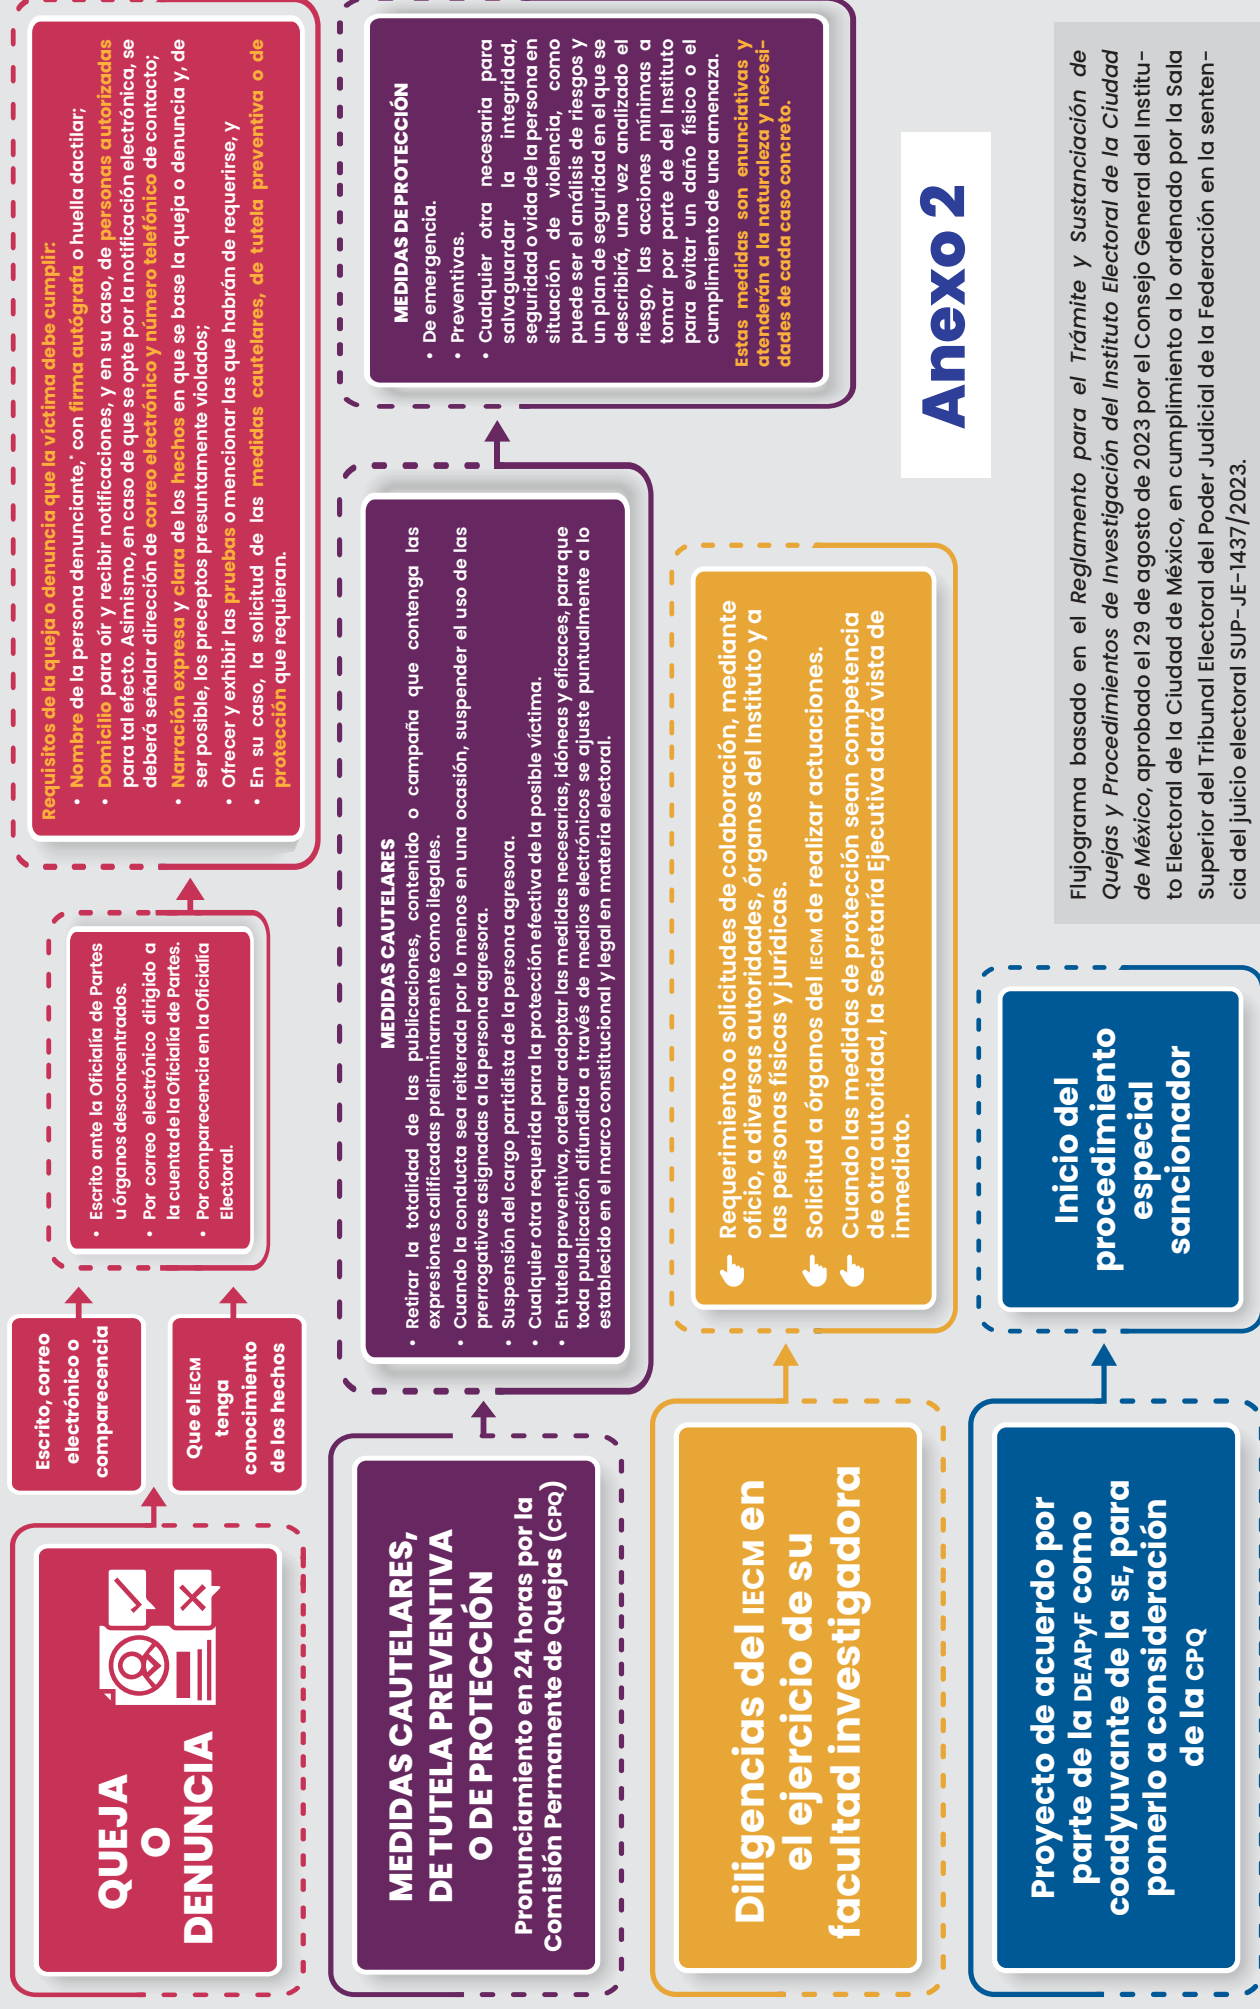 QUEJA
O
DENUNCIA
Escrito, correo
electrónico o
comparecencia
Que el IECM
tenga
conocimiento
de los hechos
• Escrito ante la Oficialía de Partes
u órganos desconcentrados.
• Por correo electrónico dirigido a
la cuenta de la Oficialía de Partes.
• Por comparecencia en la Oficialía
Electoral.
Requisitos de la queja o denuncia que la víctima debe cumplir:
• Nombre de la persona denunciante,* con firma autógrafa o huella dactilar;
• Domicilio para oír y recibir notificaciones, y en su caso, de personas autorizadas
para tal efecto. Asimismo, en caso de que se opte por la notificación electrónica, se
deberá señalar dirección de correo electrónico y número telefónico de contacto;
• Narración expresa y clara de los hechos en que se base la queja o denuncia y, de
ser posible, los preceptos presuntamente violados;
• Ofrecer y exhibir las pruebas o mencionar las que habrán de requerirse, y
• En su caso, la solicitud de las medidas cautelares, de tutela preventiva o de
protección que requieran.
MEDIDAS CAUTELARES,
DE TUTELA PREVENTIVA
O DE PROTECCIÓN
Pronunciamiento en 24 horas por la
Comisión Permanente de Quejas (CPQ)
MEDIDAS CAUTELARES
• Retirar la totalidad de las publicaciones, contenido o campaña que contenga las
expresiones calificadas preliminarmente como ilegales.
• Cuando la conducta sea reiterada por lo menos en una ocasión, suspender el uso de las
prerrogativas asignadas a la persona agresora.
• Suspensión del cargo partidista de la persona agresora.
• Cualquier otra requerida para la protección efectiva de la posible víctima.
• En tutela preventiva, ordenar adoptar las medidas necesarias, idóneas y eficaces, para que
toda publicación difundida a través de medios electrónicos se ajuste puntualmente a lo
establecido en el marco constitucional y legal en materia electoral.
MEDIDAS DE PROTECCIÓN
• De emergencia.
• Preventivas.
• Cualquier otra necesaria para
salvaguardar la integridad,
seguridad o vida de la persona en
situación de violencia, como
puede ser el análisis de riesgos y
un plan de seguridad en el que se
describirá, una vez analizado el
riesgo, las acciones mínimas a
tomar por parte del Instituto
para evitar un daño físico o el
cumplimiento de una amenaza.
Estas medidas son enunciativas y
atenderán a la naturaleza y necesi-
dades de cada caso concreto.
Diligencias del IECM en
el ejercicio de su
facultad investigadora
Requerimiento o solicitudes de colaboración, mediante
oficio, a diversas autoridades, órganos del Instituto y a
las personas físicas y jurídicas.
Solicitud a órganos del IECM de realizar actuaciones.
Cuando las medidas de protección sean competencia
de otra autoridad, la Secretaría Ejecutiva dará vista de
inmediato.
Anexo 2
Proyecto de acuerdo por
parte de la DEAPyF como
coadyuvante de la SE, para
ponerlo a consideración
de la CPQ
Inicio del
procedimiento
especial
sancionador
Flujograma basado en el Reglamento para el Trámite y Sustanciación de
Quejas y Procedimientos de Investigación del Instituto Electoral de la Ciudad
de México, aprobado el 29 de agosto de 2023 por el Consejo General del Institu-
to Electoral de la Ciudad de México, en cumplimiento a lo ordenado por la Sala
Superior del Tribunal Electoral del Poder Judicial de la Federación en la senten-
cia del juicio electoral SUP-JE-1437/2023.